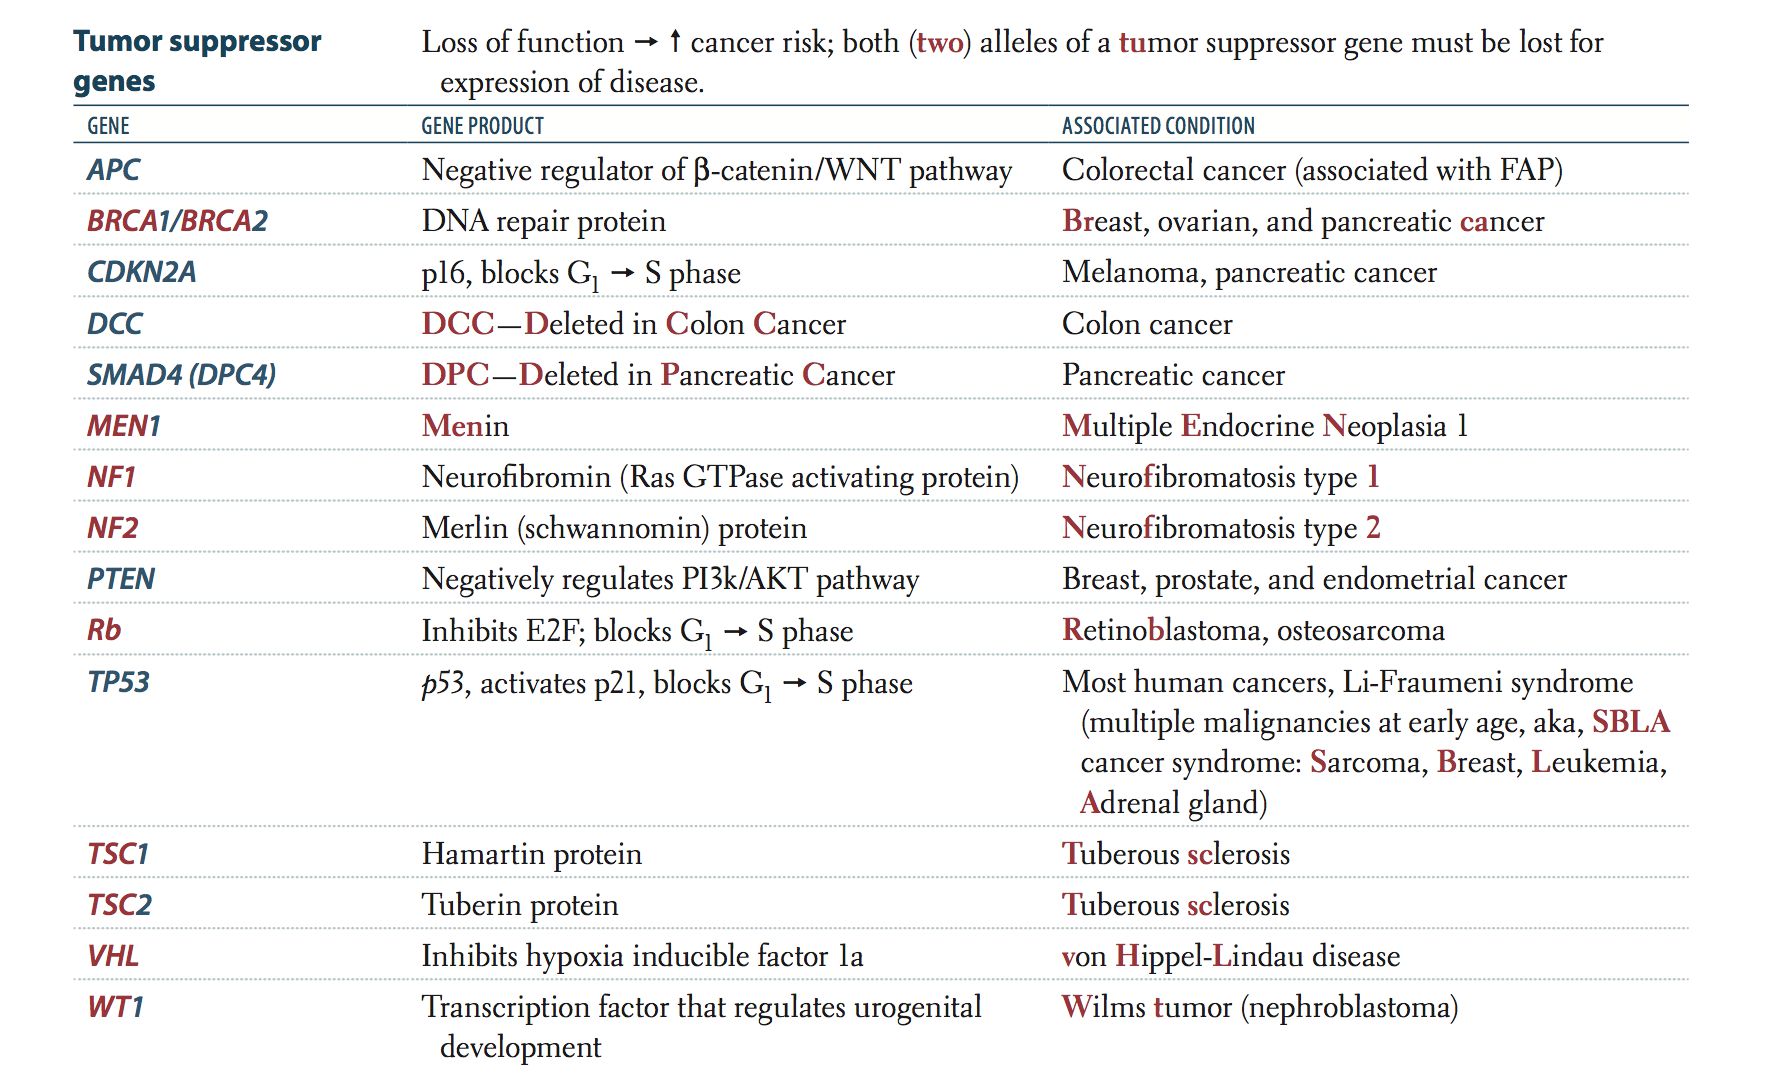 Tumor suppressor genes
Loss of function → ↑ cancer risk; both (two) alleles of a tumor suppressor gene must be lost for
expression of disease.
GENE GENE PRODUCT ASSOCIATED CONDITION
APC Negative regulator of β-catenin/WNT pathway Colorectal cancer (associated with FAP)
BRCA1/BRCA2 DNA repair protein Breast, ovarian, and pancreatic cancer
CDKN2A p16, blocks G1 → S phase Melanoma, pancreatic cancer
DCC DCC—Deleted in Colon Cancer Colon cancer
SMAD4 (DPC4) DPC—Deleted in Pancreatic Cancer Pancreatic cancer
MEN1 Menin Multiple Endocrine Neoplasia 1
NF1 Neurofibromin (Ras GTPase activating protein) Neurofibromatosis type 1
NF2 Merlin (schwannomin) protein Neurofibromatosis type 2
PTEN Negatively regulates PI3k/AKT pathway Breast, prostate, and endometrial cancer
Rb Inhibits E2F; blocks G1 → S phase Retinoblastoma, osteosarcoma
TP53 p53, activates p21, blocks G1 → S phase Most human cancers, Li-Fraumeni syndrome
(multiple malignancies at early age, aka, SBLA
cancer syndrome: Sarcoma, Breast, Leukemia,
Adrenal gland)
TSC1 Hamartin protein Tuberous sclerosis
TSC2 Tuberin protein Tuberous sclerosis
VHL Inhibits hypoxia inducible factor 1a von Hippel-Lindau disease
WT1 Transcription factor that regulates urogenital Wilms tumor (nephroblastoma)
development